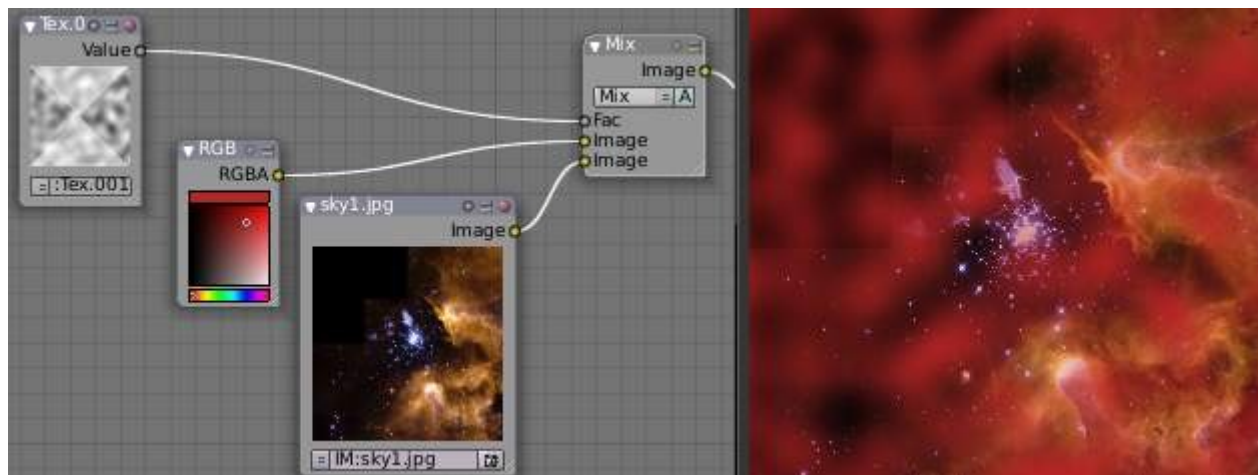 Tex.0
Value
:Tex.001
RGB
RGBA
sky1.jpg
Image
IM:sky1.jpg
Mix
Image
Mix
A
Fac
Image
Image